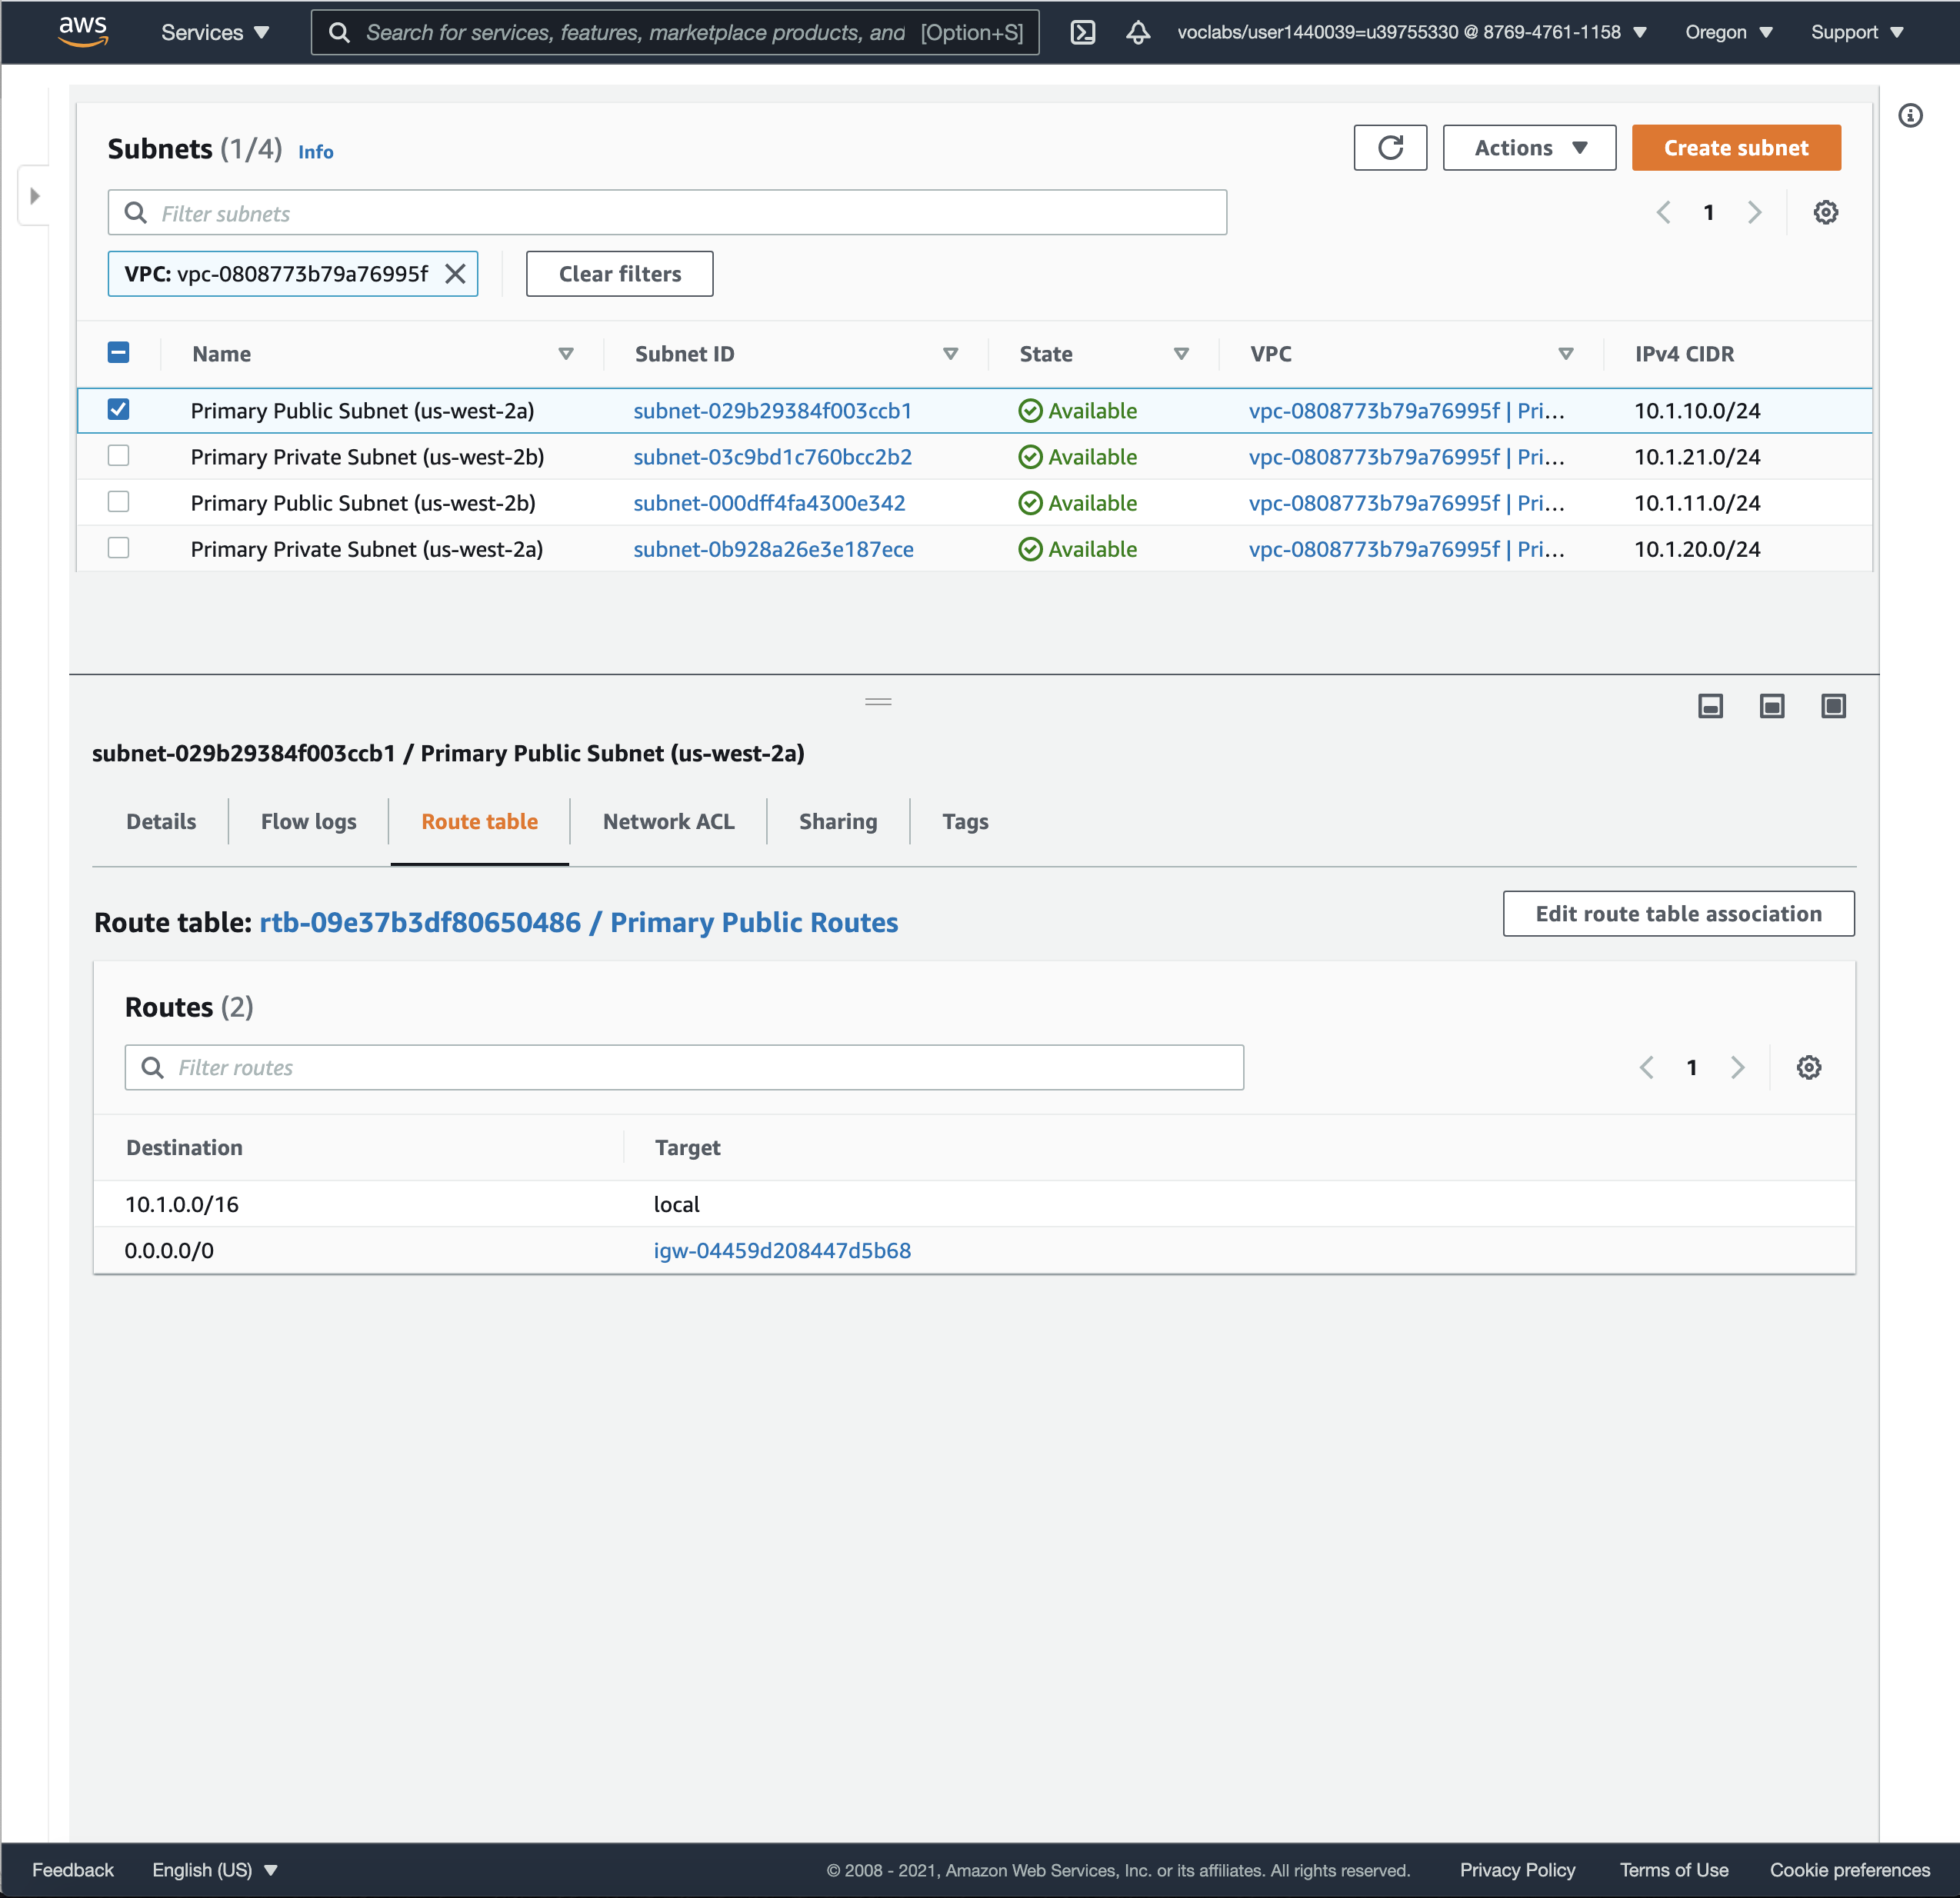 aws Services Search for services, features, marketplace products, and [Option+S] voclabs/user1440039=u39755330 @ 8769-4761-1158 Oregon Support
Subnets (1/4) Info Actions Create subnet
Filter subnets 1
VPC: vpc-0808773b79a76995f Clear filters
Name Subnet ID State VPC IPv4 CIDR
Primary Public Subnet (us-west-2a) subnet-029b29384f003ccb1 Available vpc-0808773b79a76995f | Pri... 10.1.10.0/24
Primary Private Subnet (us-west-2b) subnet-03c9bd1c760bcc2b2 Available vpc-0808773b79a76995f | Pri... 10.1.21.0/24
Primary Public Subnet (us-west-2b) subnet-000dff4fa4300e342 Available vpc-0808773b79a76995f | Pri... 10.1.11.0/24
Primary Private Subnet (us-west-2a) subnet-0b928a26e3e187ece Available vpc-0808773b79a76995f | Pri... 10.1.20.0/24
subnet-029b29384f003ccb1 / Primary Public Subnet (us-west-2a)
Details Flow logs Route table Network ACL Sharing Tags
Route table: rtb-09e37b3df80650486 / Primary Public Routes Edit route table association
Routes (2)
Filter routes 1
Destination Target
10.1.0.0/16 local
0.0.0.0/0 igw-04459d208447d5b68
Feedback English (US) © 2008 - 2021, Amazon Web Services, Inc. or its affiliates. All rights reserved. Privacy Policy Terms of Use Cookie preferences